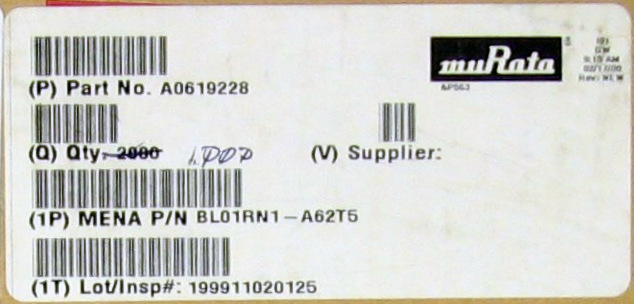 muRata
(P) Part No. A0619228
(Q) Qty. 2000 1,000
(V) Supplier:
(1P) MENA P/N BL01RN1-A62T5
(1T) Lot/Insp#: 199911020125